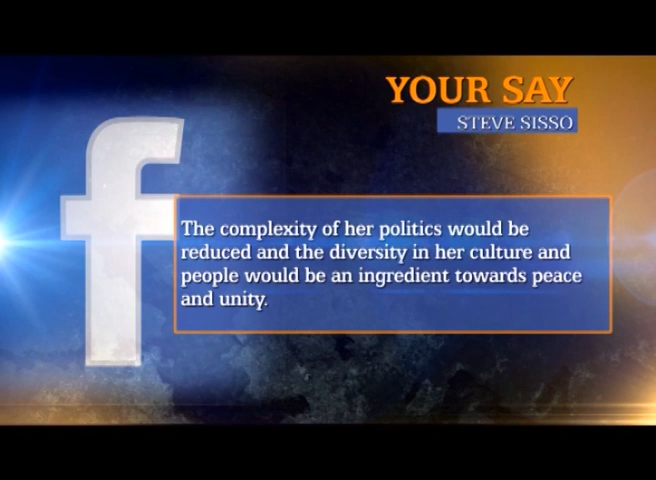 YOUR SAY
STEVE SISSO
f
The complexity of her politics would be
reduced and the diversity in her culture and
people would be an ingredient towards peace
and unity.